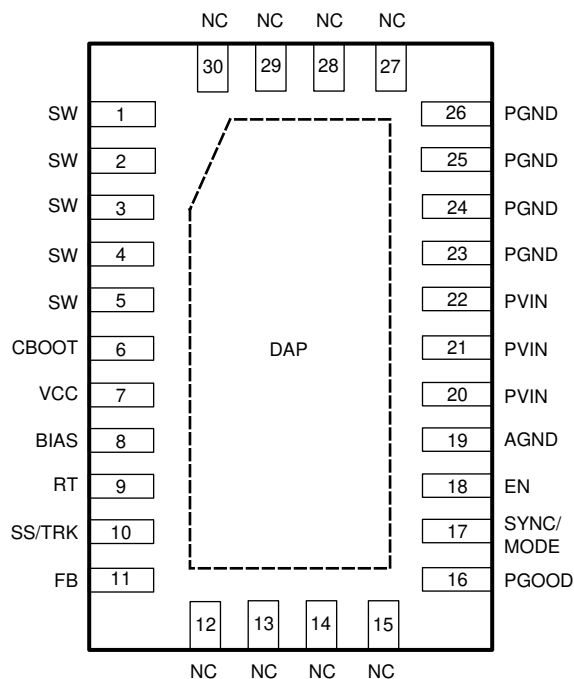 NC NC NC NC
30 29 28 27
SW 1
SW 2
SW 3
SW 4
SW 5
CBOOT 6
VCC 7
BIAS 8
RT 9
SS/TRK 10
FB 11
DAP
26 PGND
25 PGND
24 PGND
23 PGND
22 PVIN
21 PVIN
20 PVIN
19 AGND
18 EN
17 SYNC/
MODE
16 PGOOD
12 13 14 15
NC NC NC NC